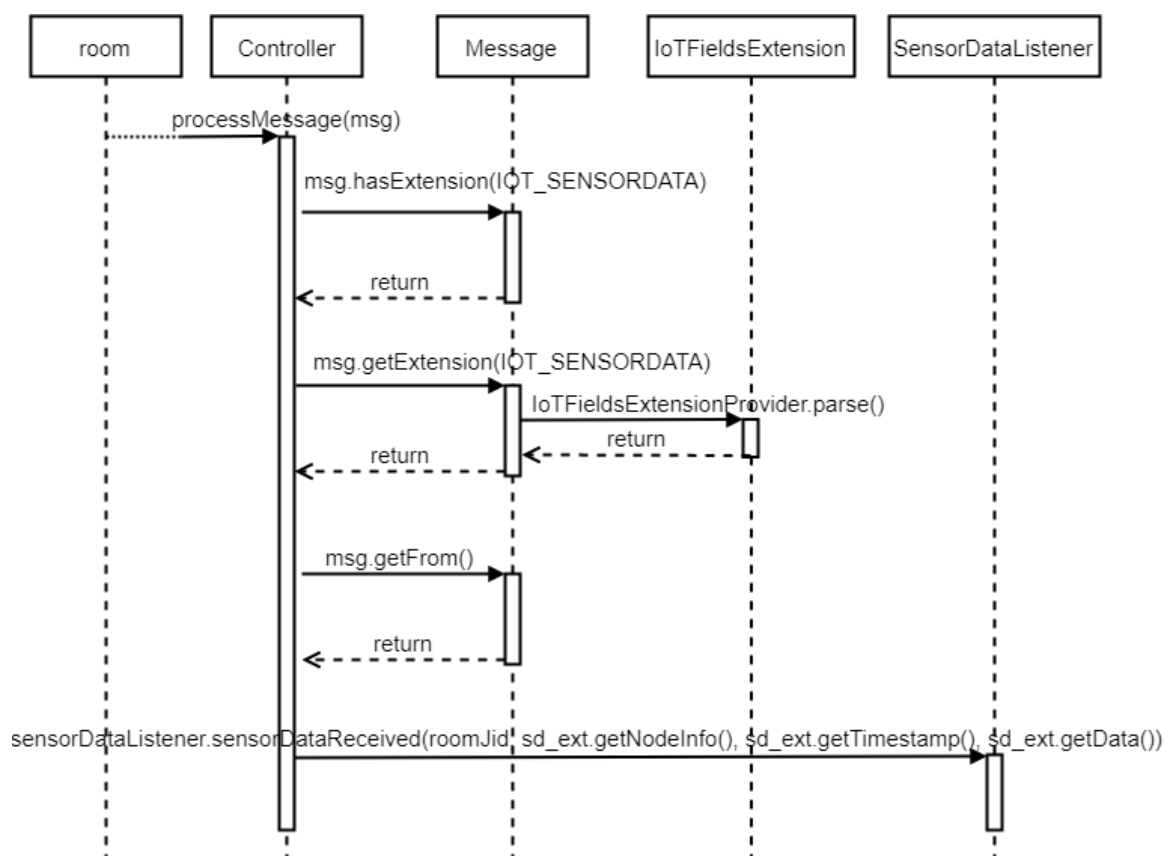 room
Controller
Message
IoTFieldsExtension
SensorDataListener
processMessage(msg)
msg.hasExtension(IOT_SENSORDATA)
return
msg.getExtension(IOT_SENSORDATA)
IoTFieldsExtensionProvider.parse()
return
return
msg.getFrom()
return
sensorDataListener.sensorDataReceived(roomJid, sd_ext.getNodeInfo(), sd_ext.getTimestamp(), sd_ext.getData())